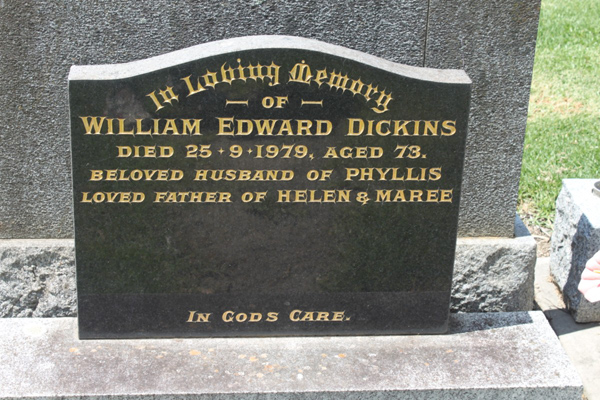 In Loving Memory
— OF —
WILLIAM EDWARD DICKINS
DIED 25·9·1979, AGED 73.
BELOVED HUSBAND OF PHYLLIS
LOVED FATHER OF HELEN & MAREE
IN GODS CARE.